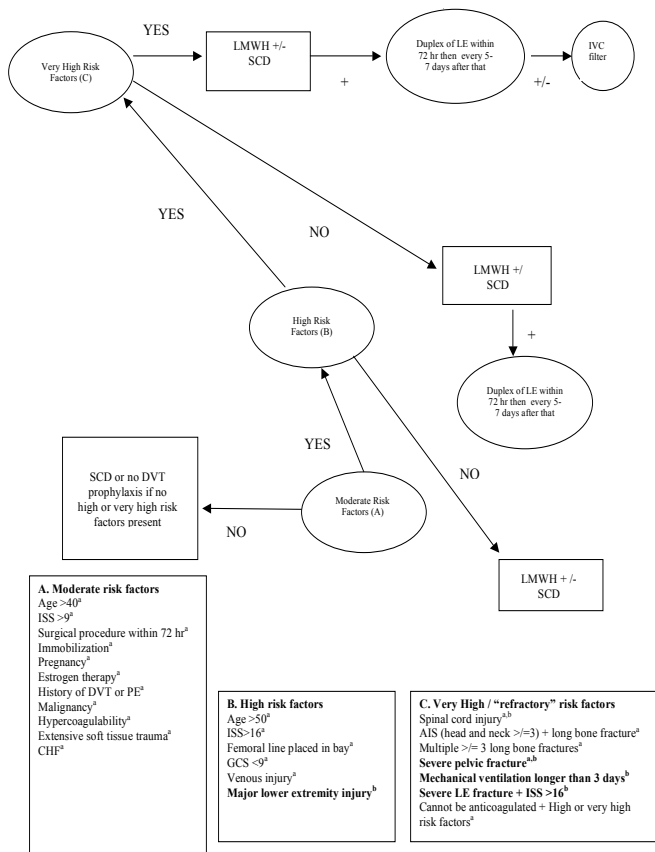 YES
Very High Risk
Factors (C)
LMWH +/-
SCD
+
Duplex of LE within
72 hr then every 5-
7 days after that
+/-
IVC
filter
YES
NO
LMWH +/
SCD
+
Duplex of LE within
72 hr then every 5-
7 days after that
High Risk
Factors (B)
YES
NO
SCD or no DVT
prophylaxis if no
high or very high risk
factors present
NO
Moderate Risk
Factors (A)
LMWH + /-
SCD
A. Moderate risk factors
Age >40a
ISS >9a
Surgical procedure within 72 hra
Immobilizationa
Pregnancya
Estrogen therapya
History of DVT or PEa
Malignancya
Hypercoagulabilitya
Extensive soft tissue traumaa
CHFa
B. High risk factors
Age >50a
ISS>16a
Femoral line placed in baya
GCS <9a
Venous injurya
Major lower extremity injuryb
C. Very High / “refractory” risk factors
Spinal cord injurya,b
AIS (head and neck >/=3) + long bone fracturea
Multiple >/= 3 long bone fracturesa
Severe pelvic fracturea,b
Mechanical ventilation longer than 3 daysb
Severe LE fracture + ISS >16b
Cannot be anticoagulated + High or very high
risk factorsa